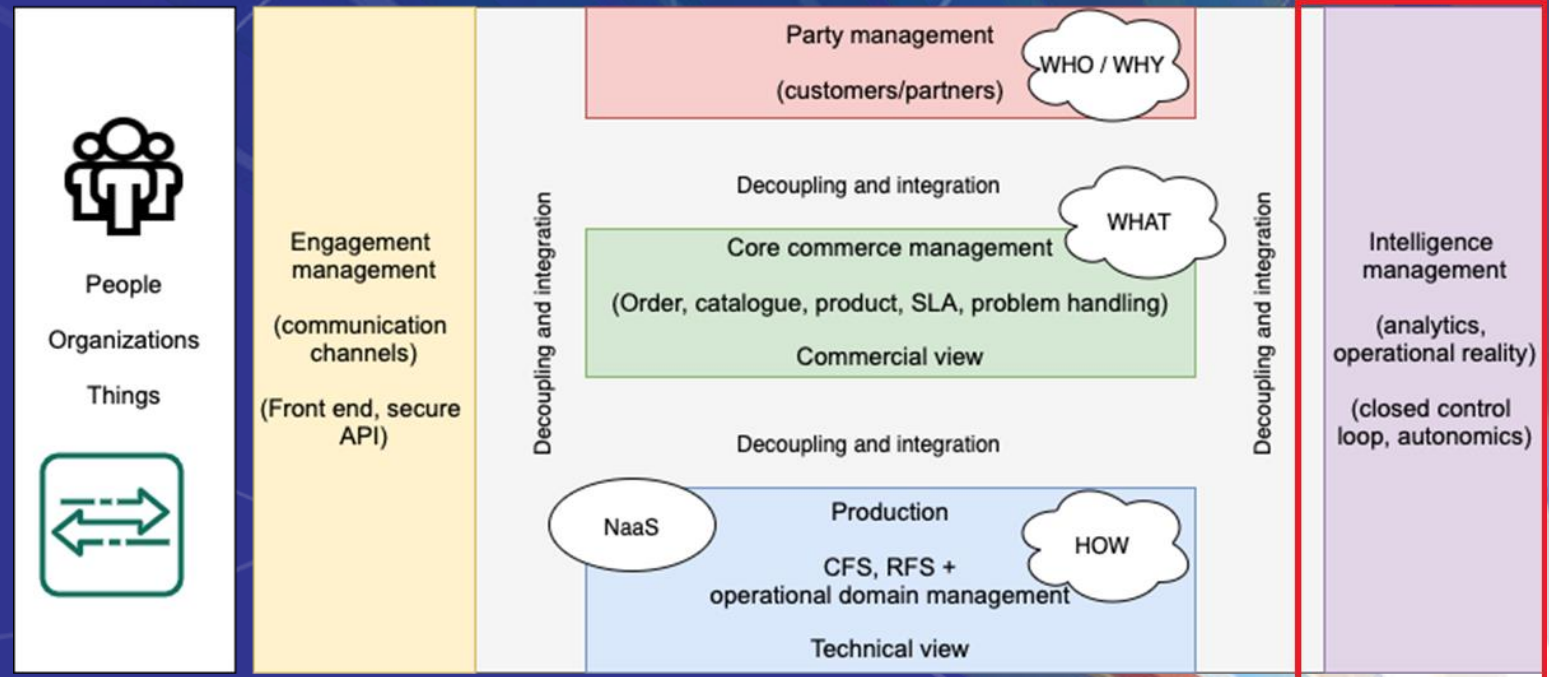 People
Organizations
Things
Engagement
management
(communication
channels)
(Front end, secure
API)
Decoupling and integration
Party management
(customers/partners)
WHO / WHY
Decoupling and integration
WHAT
Core commerce management
(Order, catalogue, product, SLA, problem handling)
Commercial view
Decoupling and integration
NaaS
Production
CFS, RFS +
operational domain management
Technical view
HOW
Decoupling and integration
Intelligence
management
(analytics,
operational reality)
(closed control
loop, autonomics)